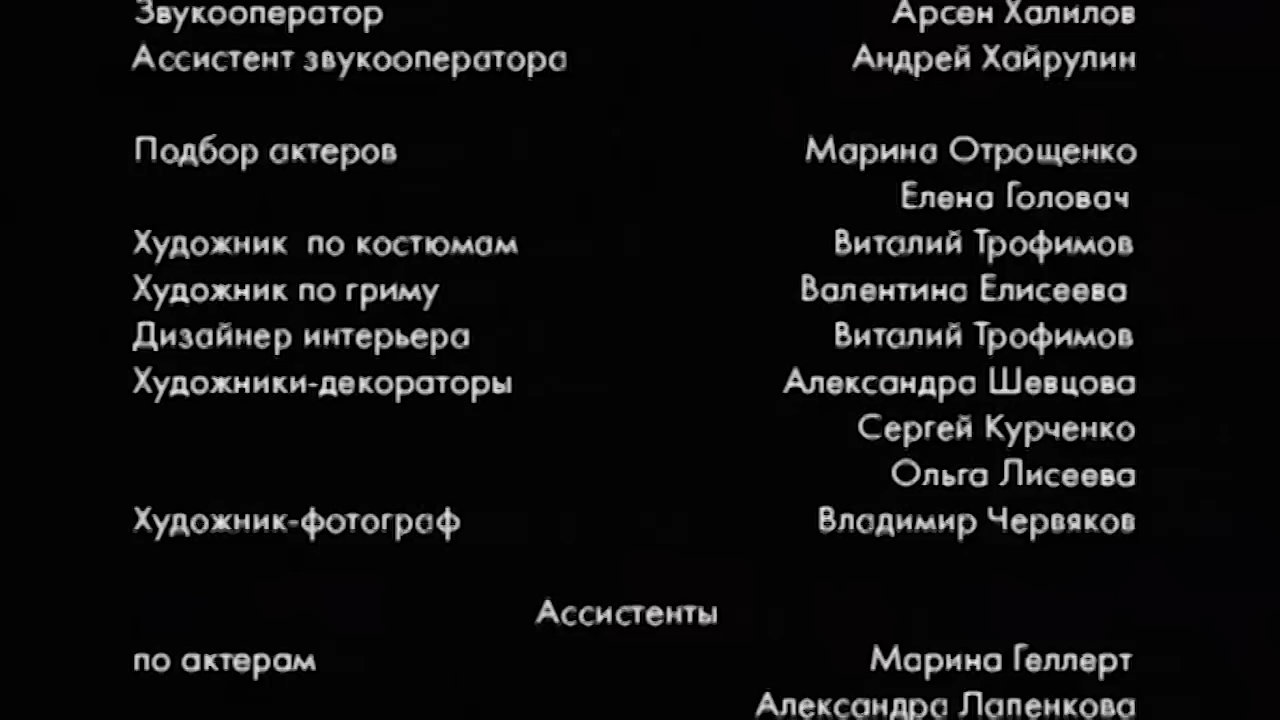 Звукооператор Арсен Халилов
Ассистент звукооператора Андрей Хайрулин
Подбор актеров Марина Отрощенко
Елена Головач
Художник по костюмам Виталий Трофимов
Художник по гриму Валентина Елисеева
Дизайнер интерьера Виталий Трофимов
Художники-декораторы Александра Шевцова
Сергей Курченко
Ольга Лисеева
Художник-фотограф Владимир Червяков
Ассистенты
по актерам Марина Геллерт
Александра Лапенкова